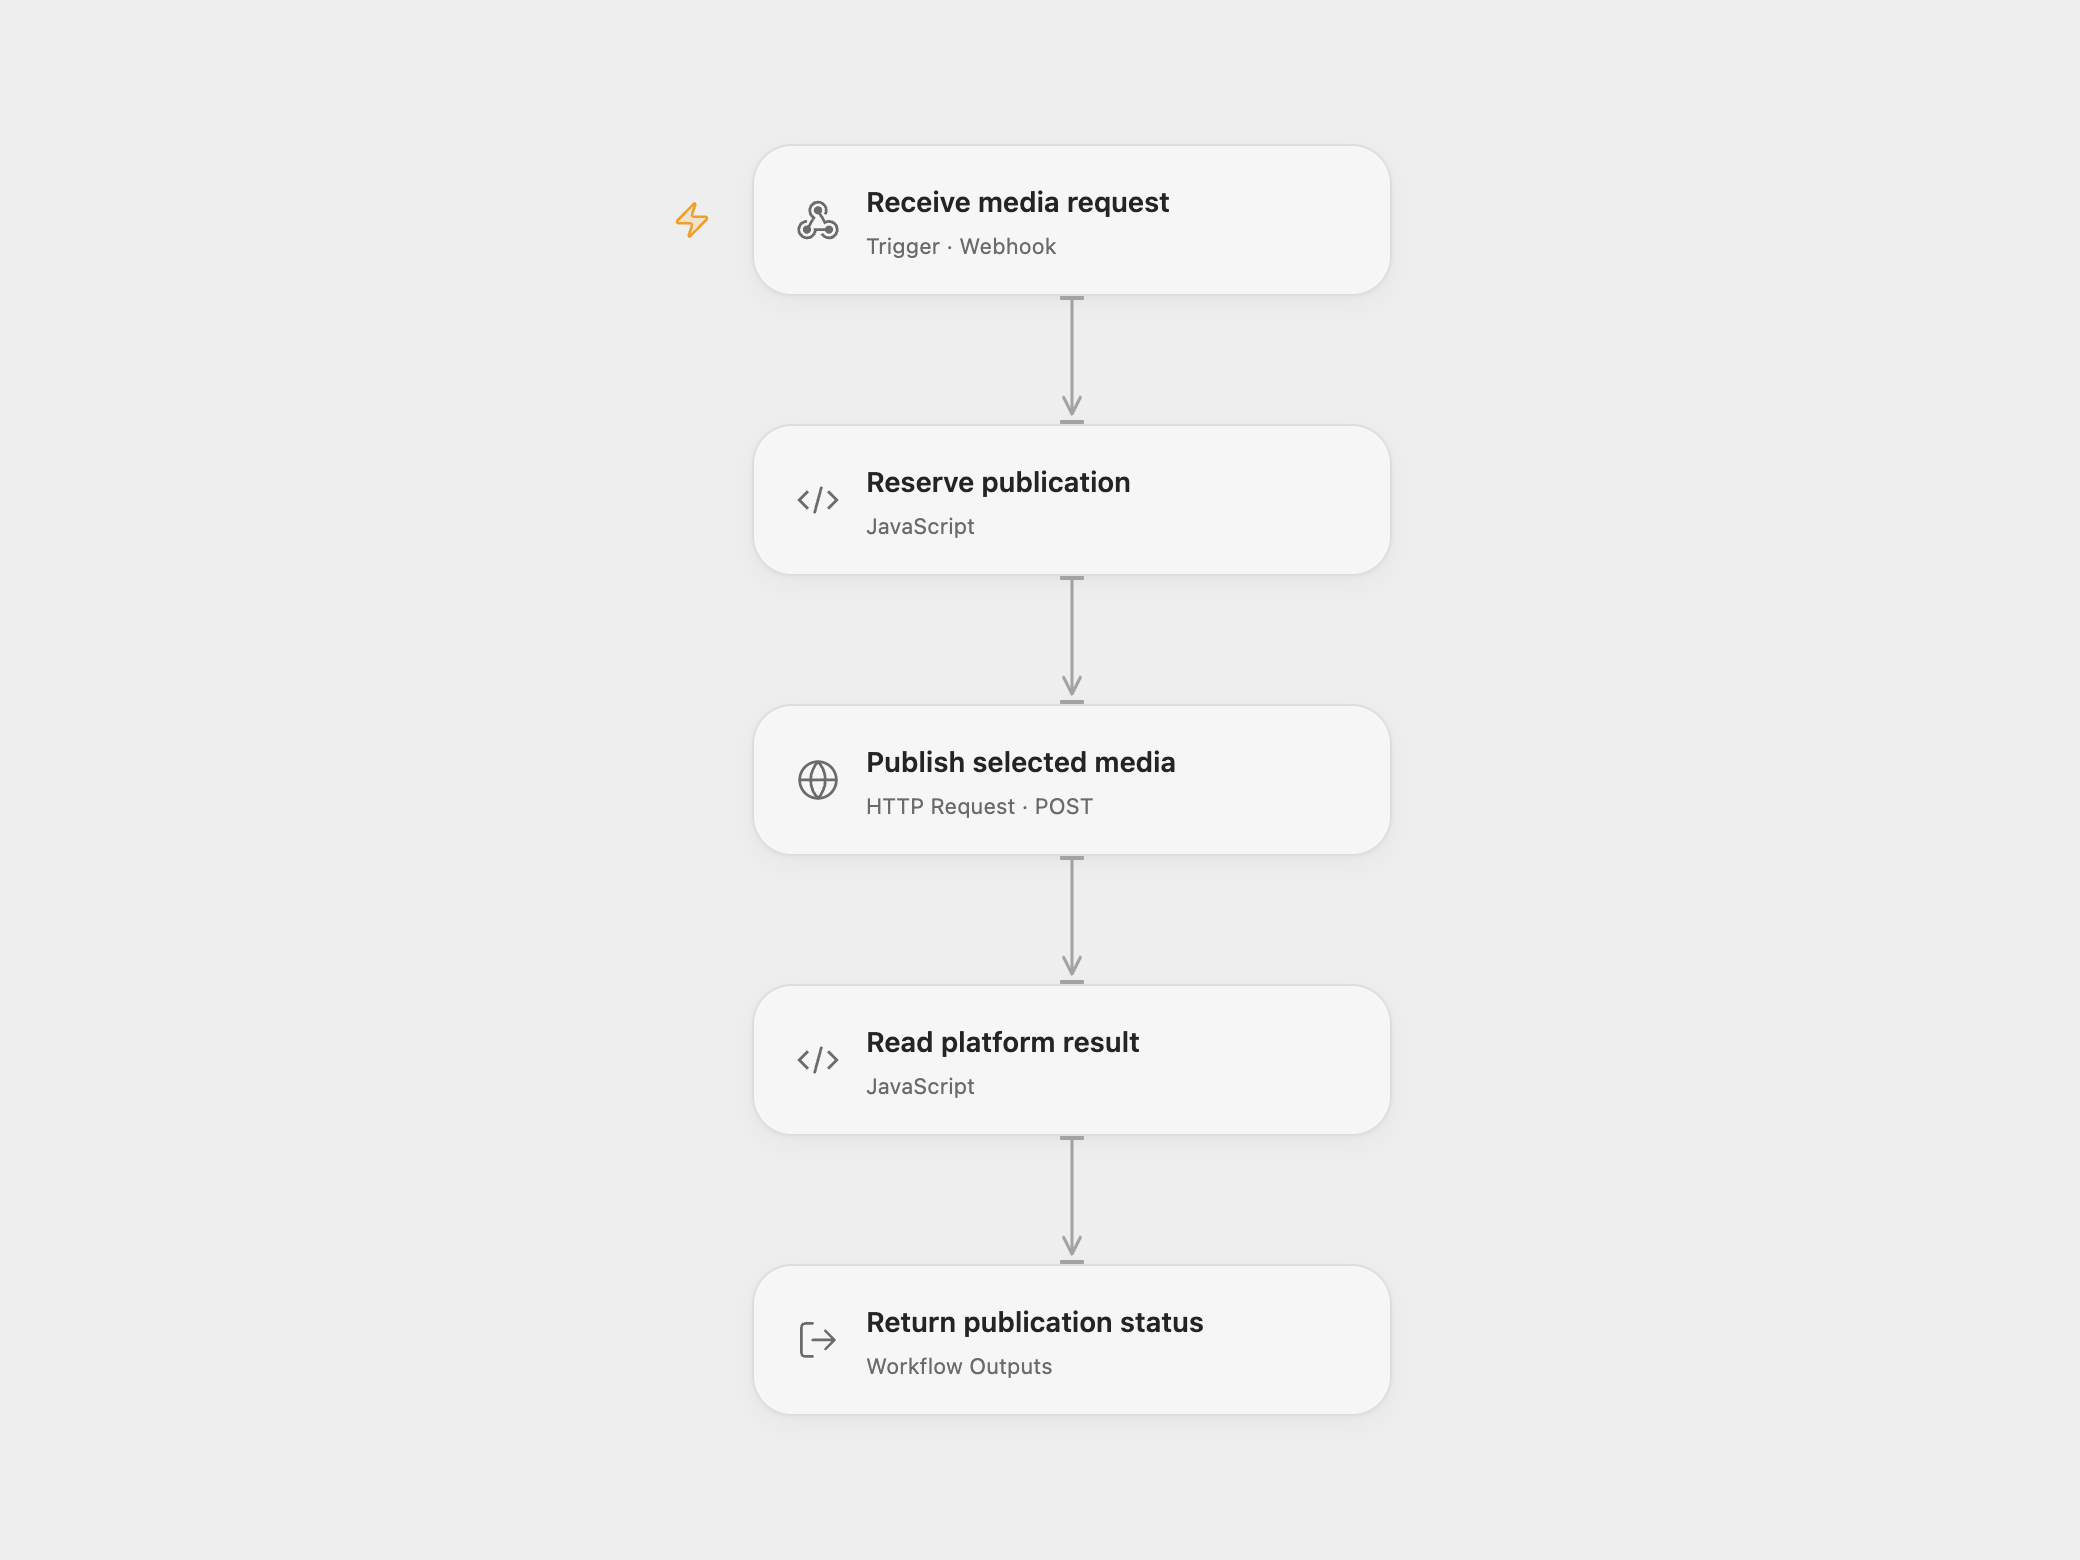 Receive media request
Trigger · Webhook
Reserve publication
JavaScript
Publish selected media
HTTP Request · POST
Read platform result
JavaScript
Return publication status
Workflow Outputs